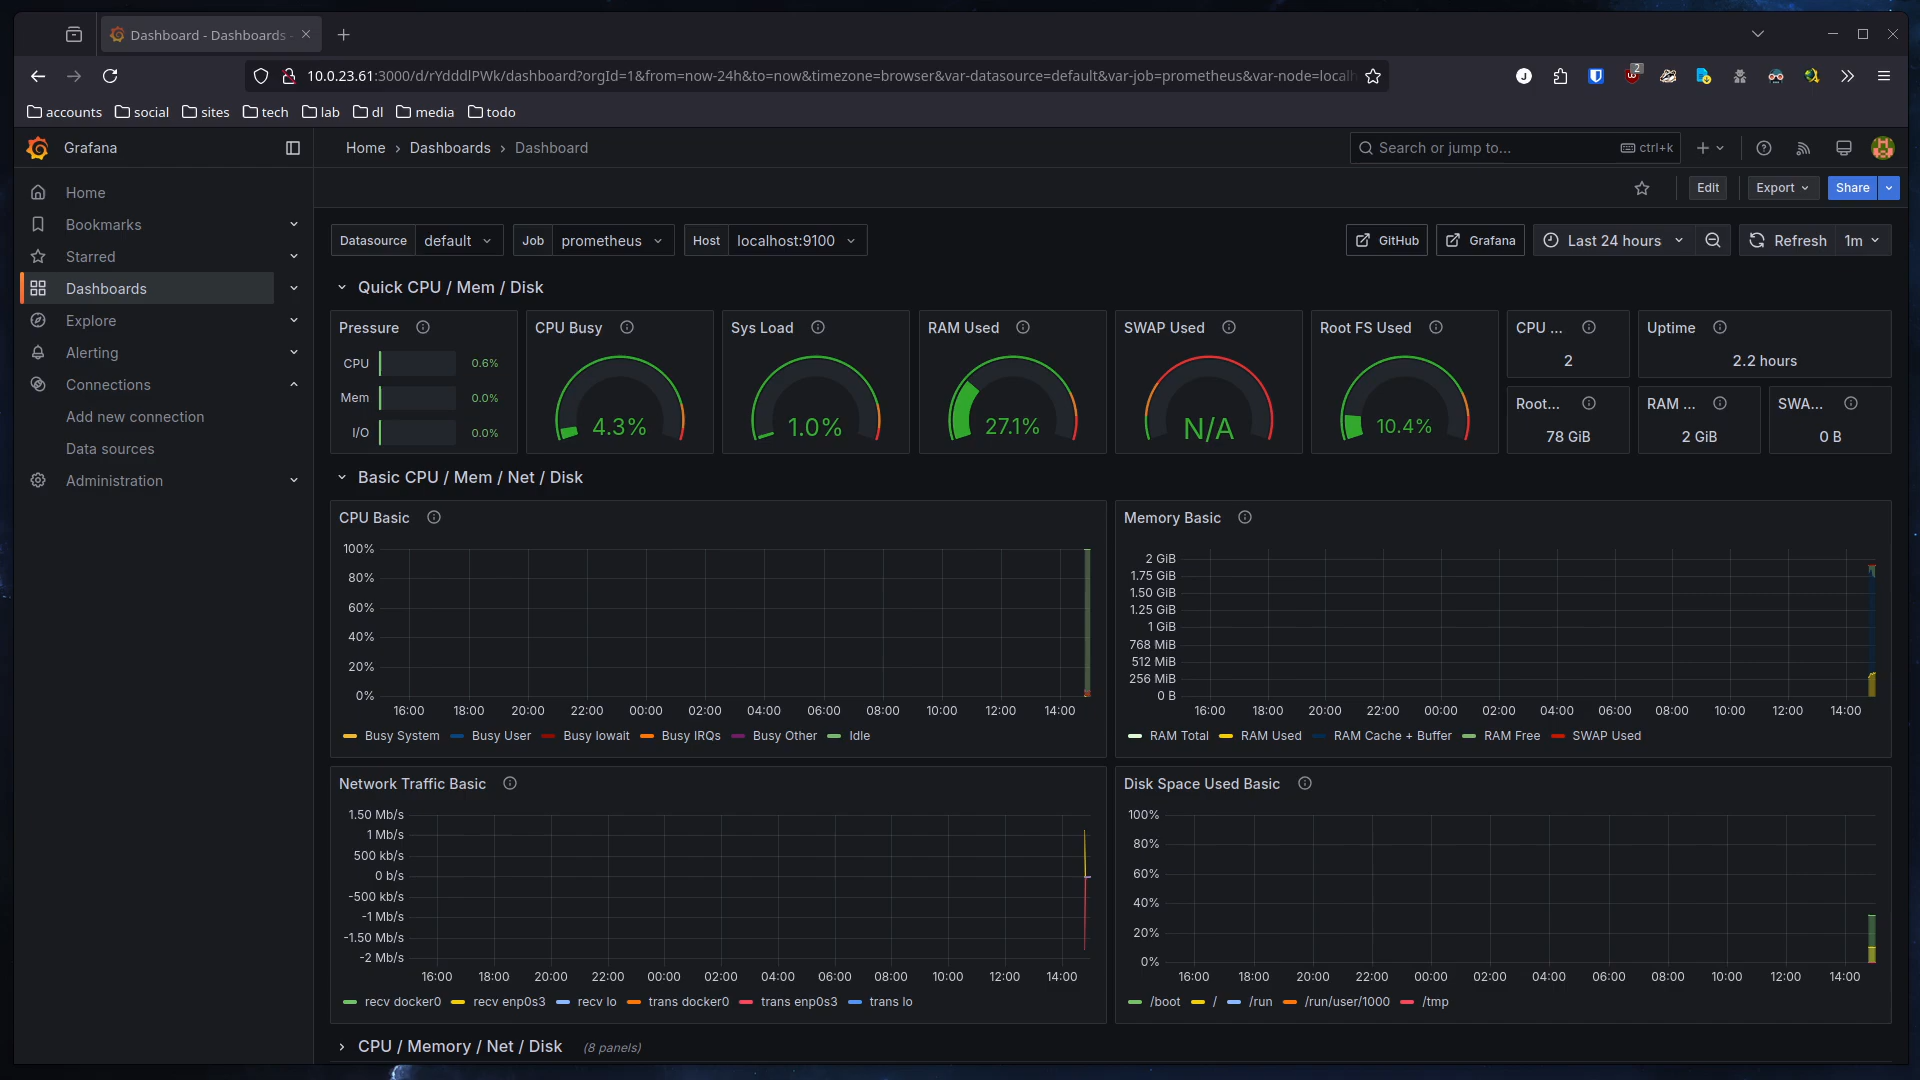 Dashboard - Dashboards -
10.0.23.61:3000/d/rYdddlPWk/dashboard?orgId=1&from=now-24h&to=now&timezone=browser&var-datasource=default&var-job=prometheus&var-node=localh
J
2
accounts social sites tech lab dl media todo
Grafana
Home › Dashboards › Dashboard
Search or jump to...
ctrl+k
Home
Bookmarks
Starred
Dashboards
Explore
Alerting
Connections
Add new connection
Data sources
Administration
Edit
Export
Share
Datasource default
Job prometheus
Host localhost:9100
GitHub
Grafana
Last 24 hours
Refresh 1m
Quick CPU / Mem / Disk
Pressure
CPU 0.6%
Mem 0.0%
I/O 0.0%
CPU Busy
4.3%
Sys Load
1.0%
RAM Used
27.1%
SWAP Used
N/A
Root FS Used
10.4%
CPU ...
2
Uptime
2.2 hours
Root...
78 GiB
RAM ...
2 GiB
SWA...
0 B
Basic CPU / Mem / Net / Disk
CPU Basic
100%
80%
60%
40%
20%
0%
16:00 18:00 20:00 22:00 00:00 02:00 04:00 06:00 08:00 10:00 12:00 14:00
Busy System Busy User Busy Iowait Busy IRQs Busy Other Idle
Memory Basic
2 GiB
1.75 GiB
1.50 GiB
1.25 GiB
1 GiB
768 MiB
512 MiB
256 MiB
0 B
16:00 18:00 20:00 22:00 00:00 02:00 04:00 06:00 08:00 10:00 12:00 14:00
RAM Total RAM Used RAM Cache + Buffer RAM Free SWAP Used
Network Traffic Basic
1.50 Mb/s
1 Mb/s
500 kb/s
0 b/s
-500 kb/s
-1 Mb/s
-1.50 Mb/s
-2 Mb/s
16:00 18:00 20:00 22:00 00:00 02:00 04:00 06:00 08:00 10:00 12:00 14:00
recv docker0 recv enp0s3 recv lo trans docker0 trans enp0s3 trans lo
Disk Space Used Basic
100%
80%
60%
40%
20%
0%
16:00 18:00 20:00 22:00 00:00 02:00 04:00 06:00 08:00 10:00 12:00 14:00
/boot / /run /run/user/1000 /tmp
CPU / Memory / Net / Disk (8 panels)